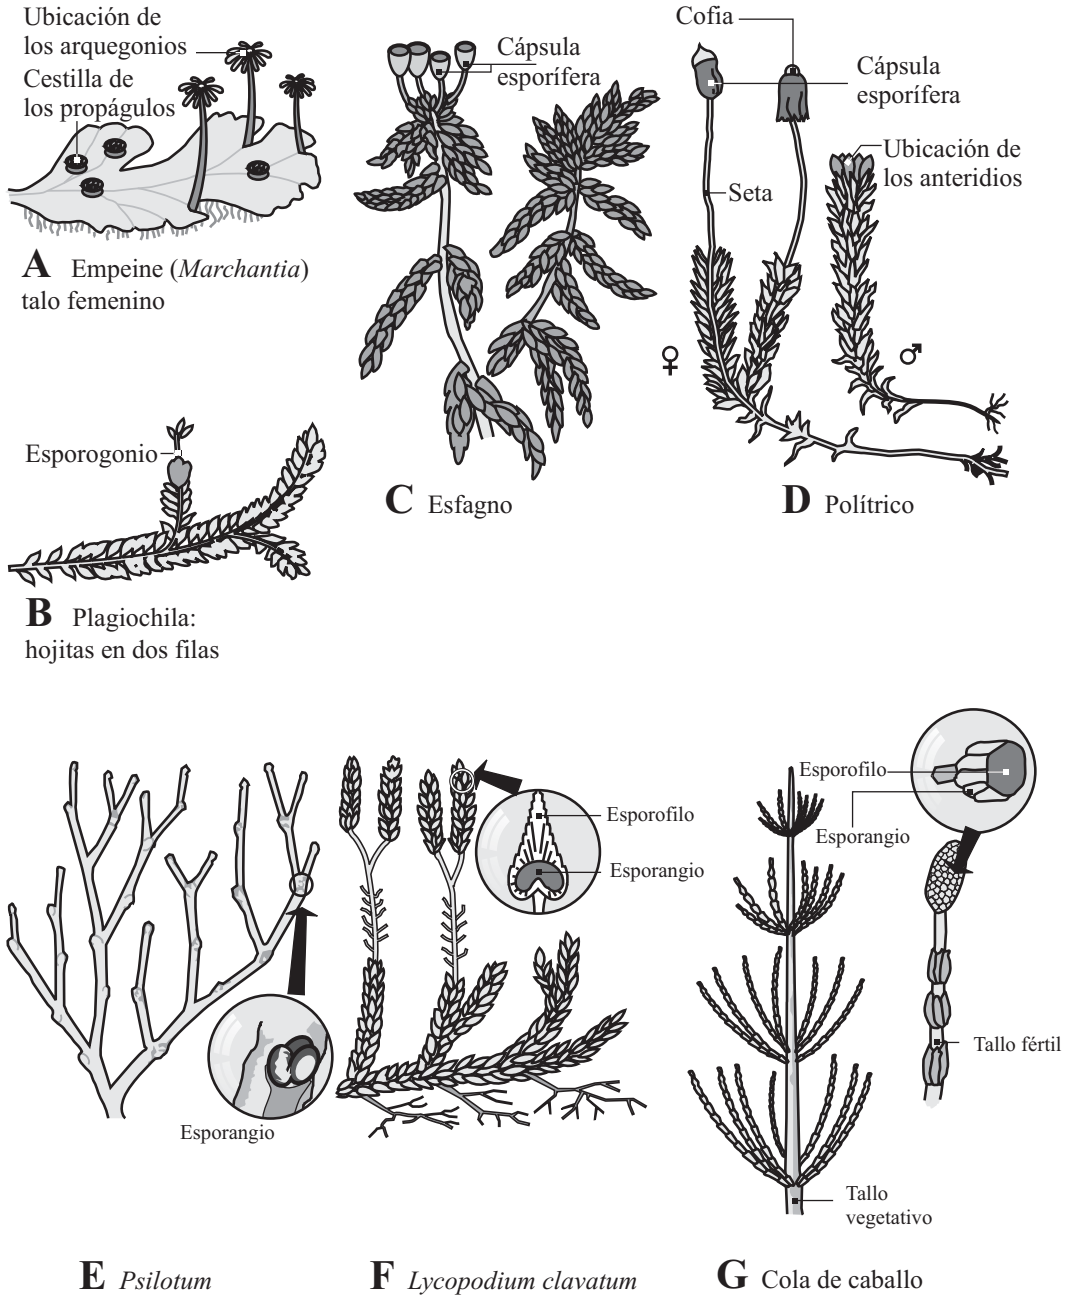 Ubicación de
los arquegonios
Cestilla de
los propágulos
A Empeine (Marchantia)
talo femenino
Cápsula
esporífera
C Esfagno
Cofia
Cápsula
esporífera
Ubicación de
los anteridios
Seta
♀
♂
D Polítrico
Esporogonio
B Plagiochila:
hojitas en dos filas
Esporangio
E Psilotum
Esporofilo
Esporangio
F Lycopodium clavatum
Esporofilo
Esporangio
Tallo fértil
Tallo
vegetativo
G Cola de caballo